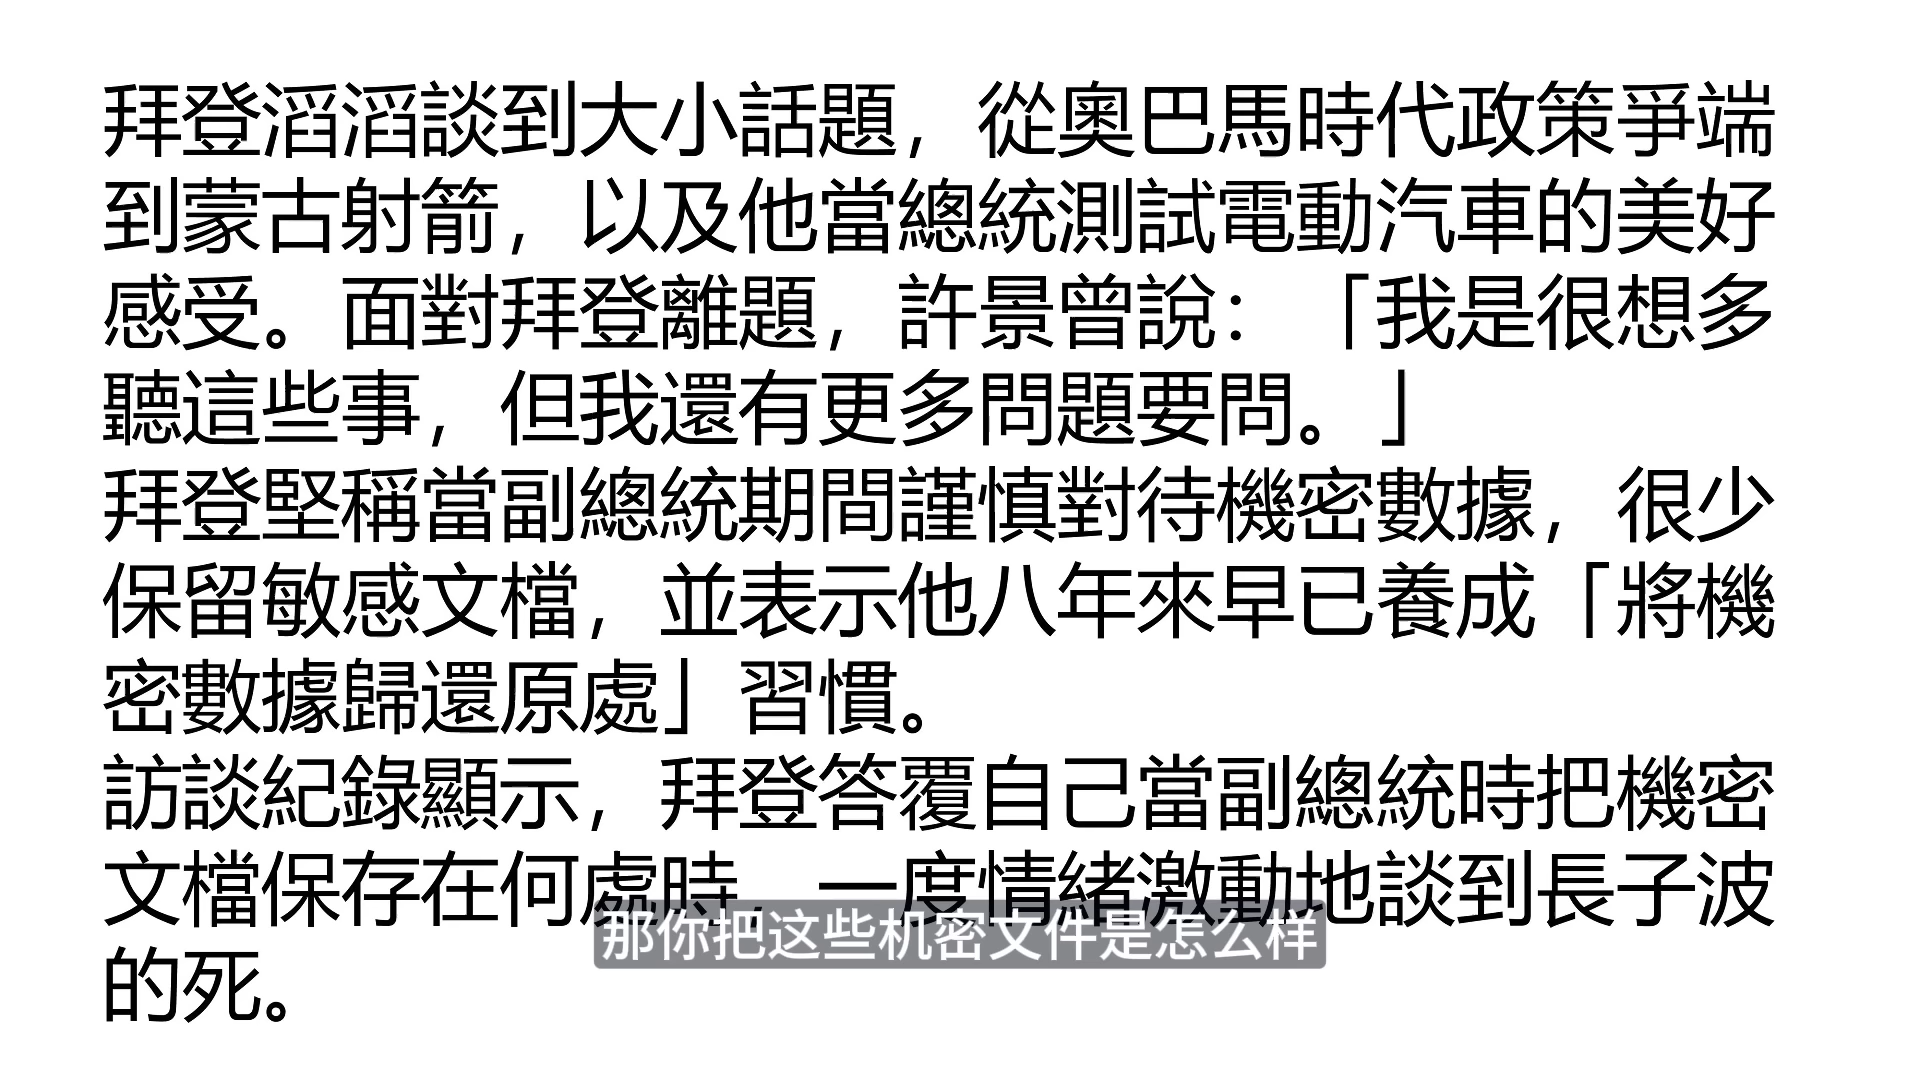 拜登滔滔談到大小話題，從奧巴馬時代政策爭端
到蒙古射箭，以及他當總統測試電動汽車的美好
感受。面對拜登離題，許景曾說：「我是很想多
聽這些事，但我還有更多問題要問。」
拜登堅稱當副總統期間謹慎對待機密數據，很少
保留敏感文檔，並表示他八年來早已養成「將機
密數據歸還原處」習慣。
訪談紀錄顯示，拜登答覆自己當副總統時把機密
文檔保存在何處時，一度情緒激動地談到長子波
那你把这些机密文件是怎么样
的死。